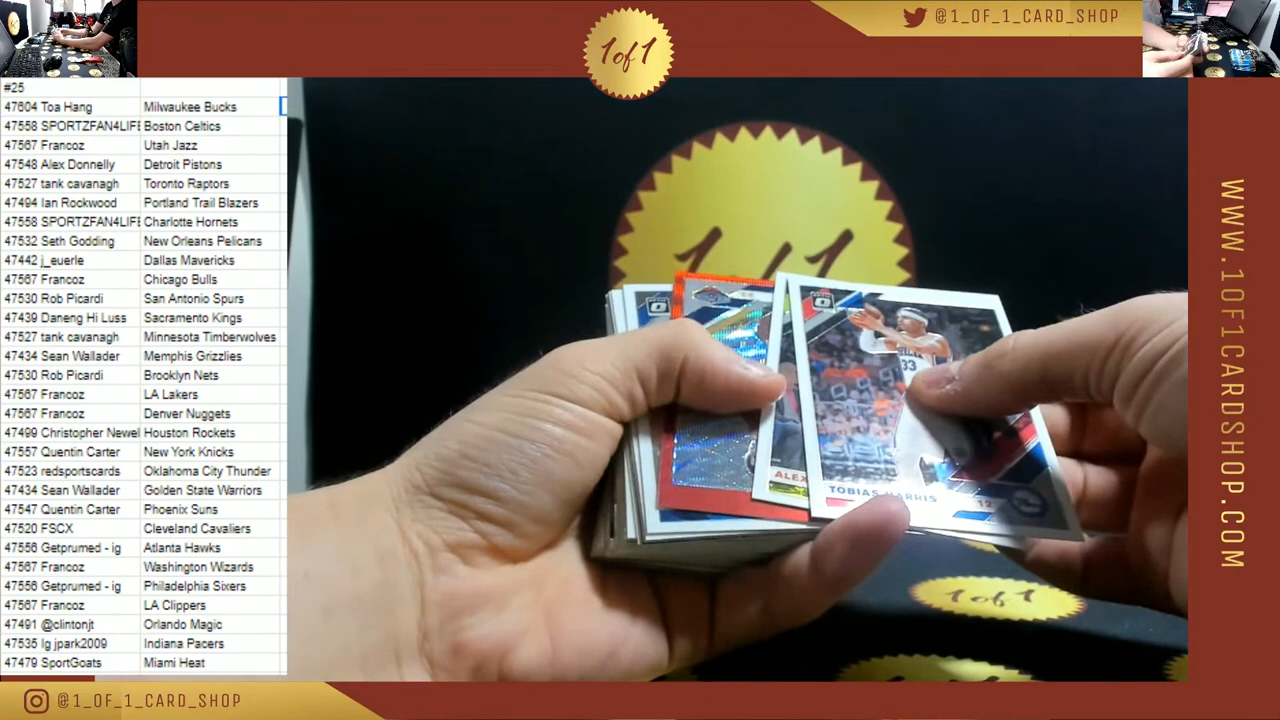 @1_OF_1_CARD_SHOP
1of1
#25
47604 Toa Hang Milwaukee Bucks
47558 SPORTZFAN4LIFE Boston Celtics
47567 Francoz Utah Jazz
47548 Alex Donnelly Detroit Pistons
47527 tank cavanagh Toronto Raptors
47494 Ian Rockwood Portland Trail Blazers
47558 SPORTZFAN4LIFE Charlotte Hornets
47532 Seth Godding New Orleans Pelicans
47442 j_euerle Dallas Mavericks
47567 Francoz Chicago Bulls
47530 Rob Picardi San Antonio Spurs
47439 Daneng Hi Luss Sacramento Kings
47527 tank cavanagh Minnesota Timberwolves
47434 Sean Wallader Memphis Grizzlies
47530 Rob Picardi Brooklyn Nets
47567 Francoz LA Lakers
47567 Francoz Denver Nuggets
47499 Christopher Newel Houston Rockets
47557 Quentin Carter New York Knicks
47523 redsportscards Oklahoma City Thunder
47434 Sean Wallader Golden State Warriors
47547 Quentin Carter Phoenix Suns
47520 FSCX Cleveland Cavaliers
47556 Getprumed - ig Atlanta Hawks
47567 Francoz Washington Wizards
47556 Getprumed - ig Philadelphia Sixers
47567 Francoz LA Clippers
47491 @clintonjt Orlando Magic
47535 Ig jpark2009 Indiana Pacers
47479 SportGoats Miami Heat
1of1
33
ALEX
TOBIAS HARRIS
12
1of1
WWW.1OF1CARDSHOP.COM
@1_OF_1_CARD_SHOP